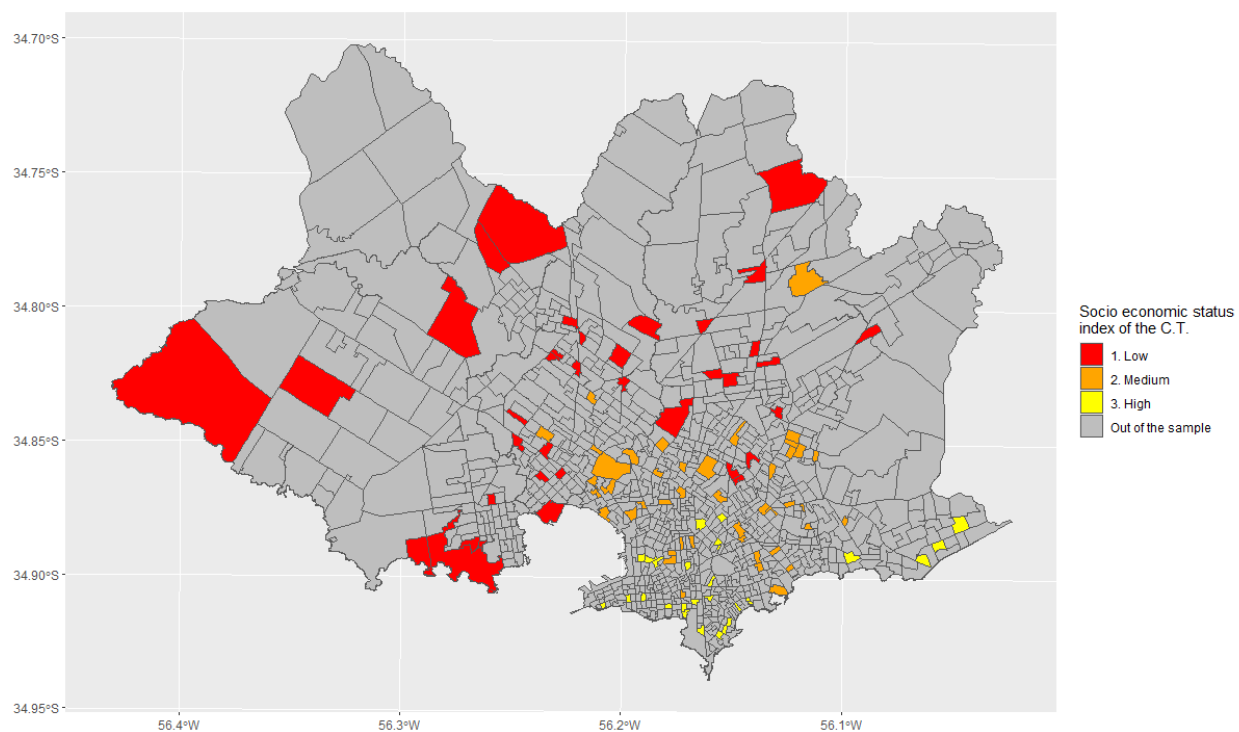 34.70°S
34.75°S
34.80°S
34.85°S
34.90°S
34.95°S
56.4°W
56.3°W
56.2°W
56.1°W
Socio economic status
index of the C.T.
1. Low
2. Medium
3. High
Out of the sample